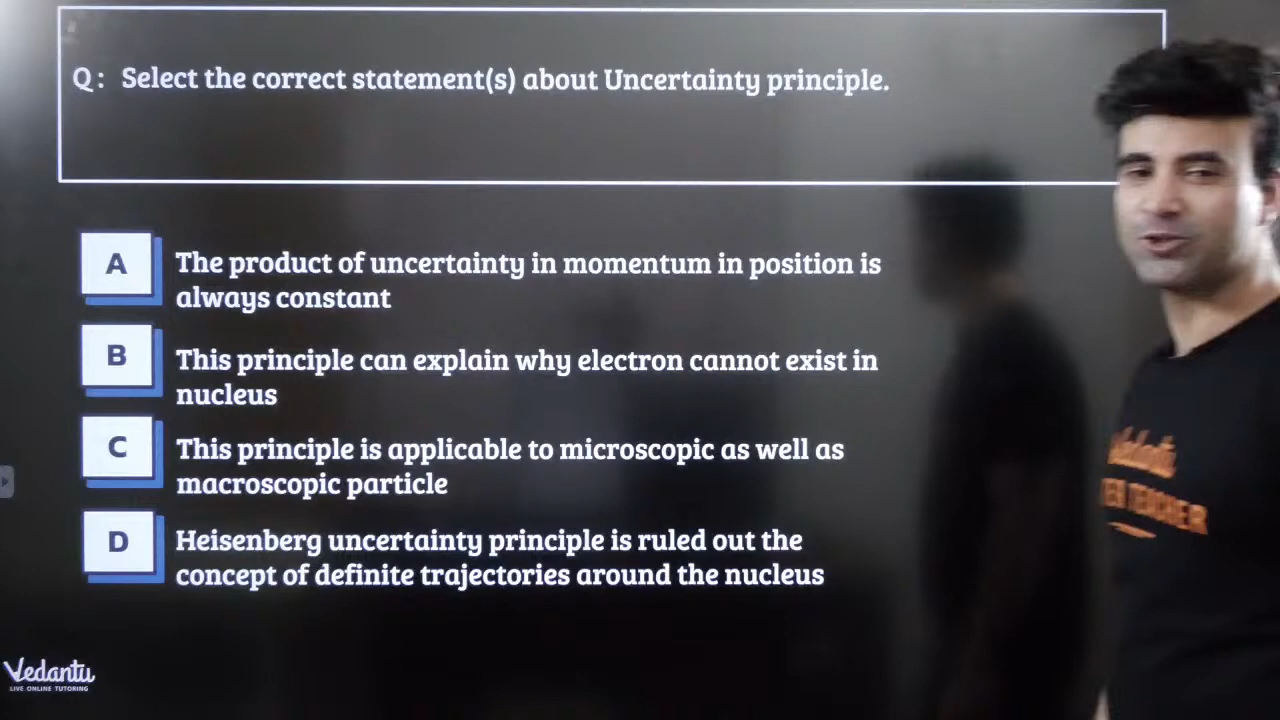 Q : Select the correct statement(s) about Uncertainty principle.
A
The product of uncertainty in momentum in position is
always constant
B
This principle can explain why electron cannot exist in
nucleus
C
This principle is applicable to microscopic as well as
macroscopic particle
D
Heisenberg uncertainty principle is ruled out the
concept of definite trajectories around the nucleus
Vedantu
LIVE ONLINE TUTORING
Vedantu
TEACHER